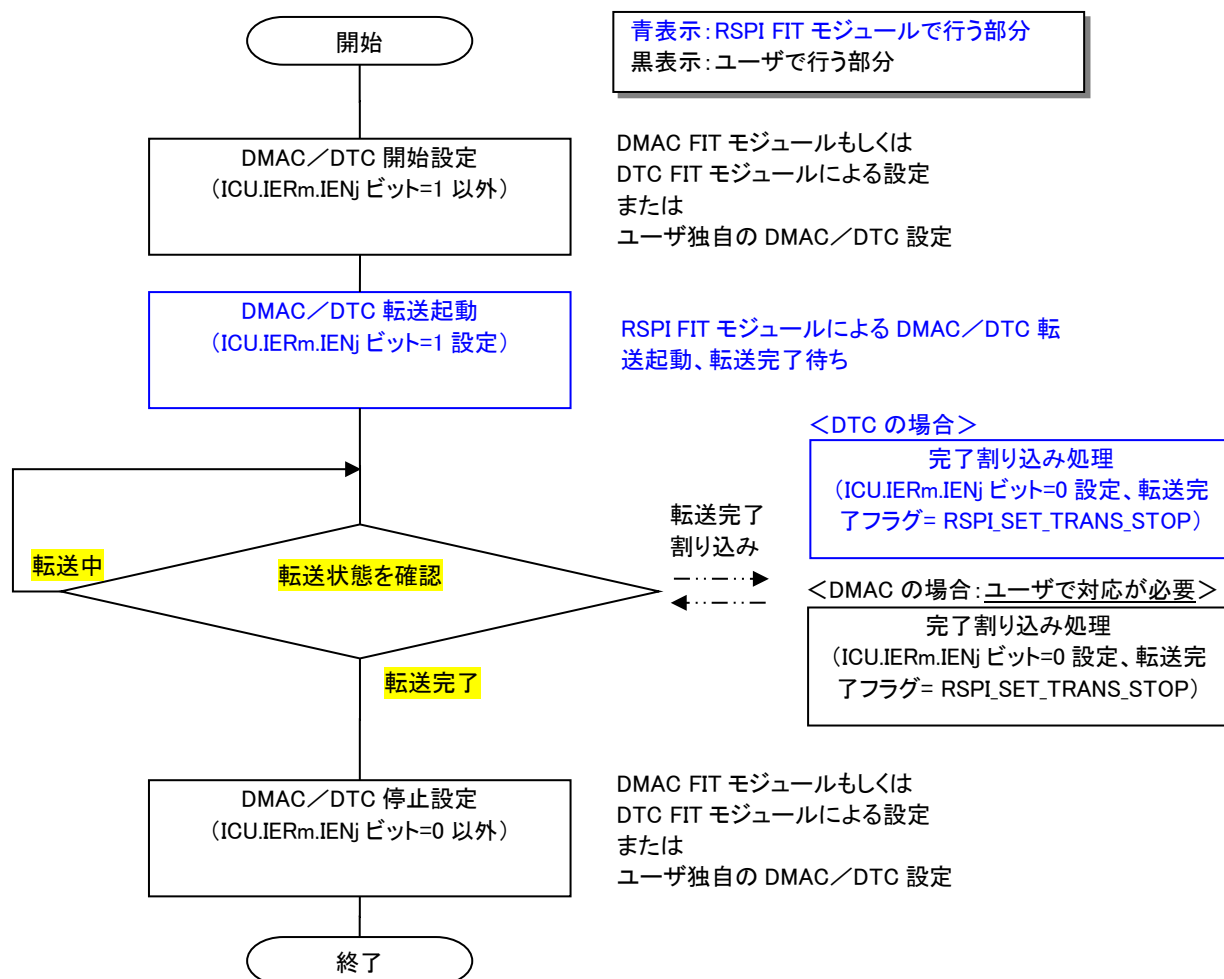 開始
青表示：RSPI FIT モジュールで行う部分
黒表示：ユーザで行う部分
DMAC／DTC 開始設定
（ICU.IERm.IENj ビット=1 以外）
DMAC FIT モジュールもしくは
DTC FIT モジュールによる設定
または
ユーザ独自の DMAC／DTC 設定
DMAC／DTC 転送起動
（ICU.IERm.IENj ビット=1 設定）
RSPI FIT モジュールによる DMAC／DTC 転
送起動、転送完了待ち
＜DTC の場合＞
完了割り込み処理
（ICU.IERm.IENj ビット=0 設定、転送完
了フラグ= RSPI_SET_TRANS_STOP）
転送完了
割り込み
転送中
転送状態を確認
＜DMAC の場合：ユーザで対応が必要＞
完了割り込み処理
（ICU.IERm.IENj ビット=0 設定、転送完
了フラグ= RSPI_SET_TRANS_STOP）
転送完了
DMAC／DTC 停止設定
（ICU.IERm.IENj ビット=0 以外）
DMAC FIT モジュールもしくは
DTC FIT モジュールによる設定
または
ユーザ独自の DMAC／DTC 設定
終了